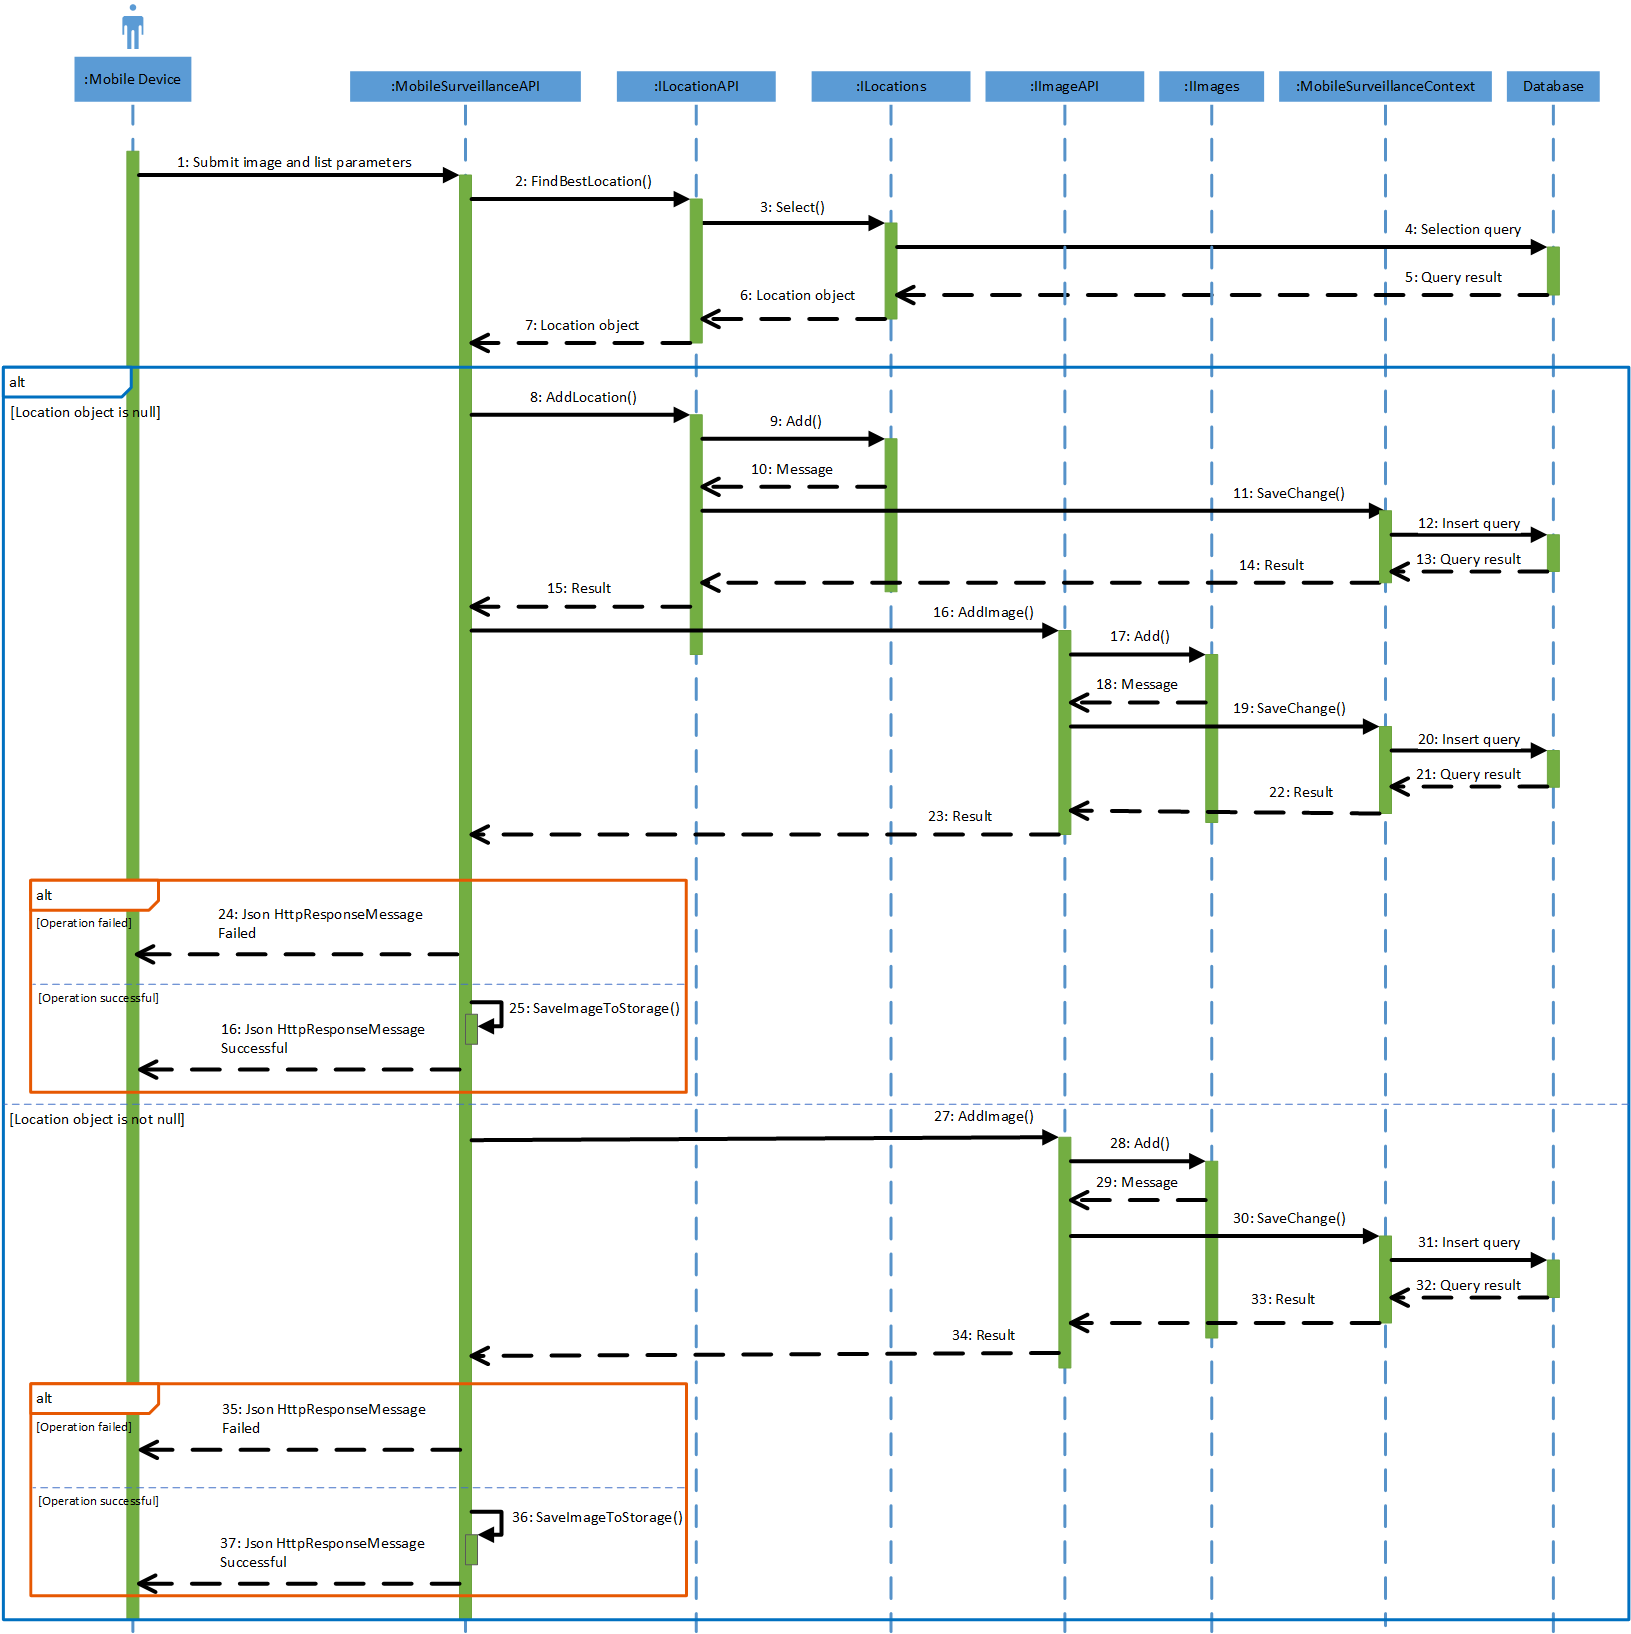 :Mobile Device
:MobileSurveillanceAPI
:ILocationAPI
:ILocations
:IImageAPI
:IImages
:MobileSurveillanceContext
Database
1: Submit image and list parameters
2: FindBestLocation()
3: Select()
4: Selection query
5: Query result
6: Location object
7: Location object
alt
[Location object is null]
8: AddLocation()
9: Add()
10: Message
11: SaveChange()
12: Insert query
13: Query result
14: Result
15: Result
16: AddImage()
17: Add()
18: Message
19: SaveChange()
20: Insert query
21: Query result
22: Result
23: Result
alt
[Operation failed]
24: Json HttpResponseMessage
Failed
[Operation successful]
25: SaveImageToStorage()
16: Json HttpResponseMessage
Successful
[Location object is not null]
27: AddImage()
28: Add()
29: Message
30: SaveChange()
31: Insert query
32: Query result
33: Result
34: Result
alt
[Operation failed]
35: Json HttpResponseMessage
Failed
[Operation successful]
36: SaveImageToStorage()
37: Json HttpResponseMessage
Successful